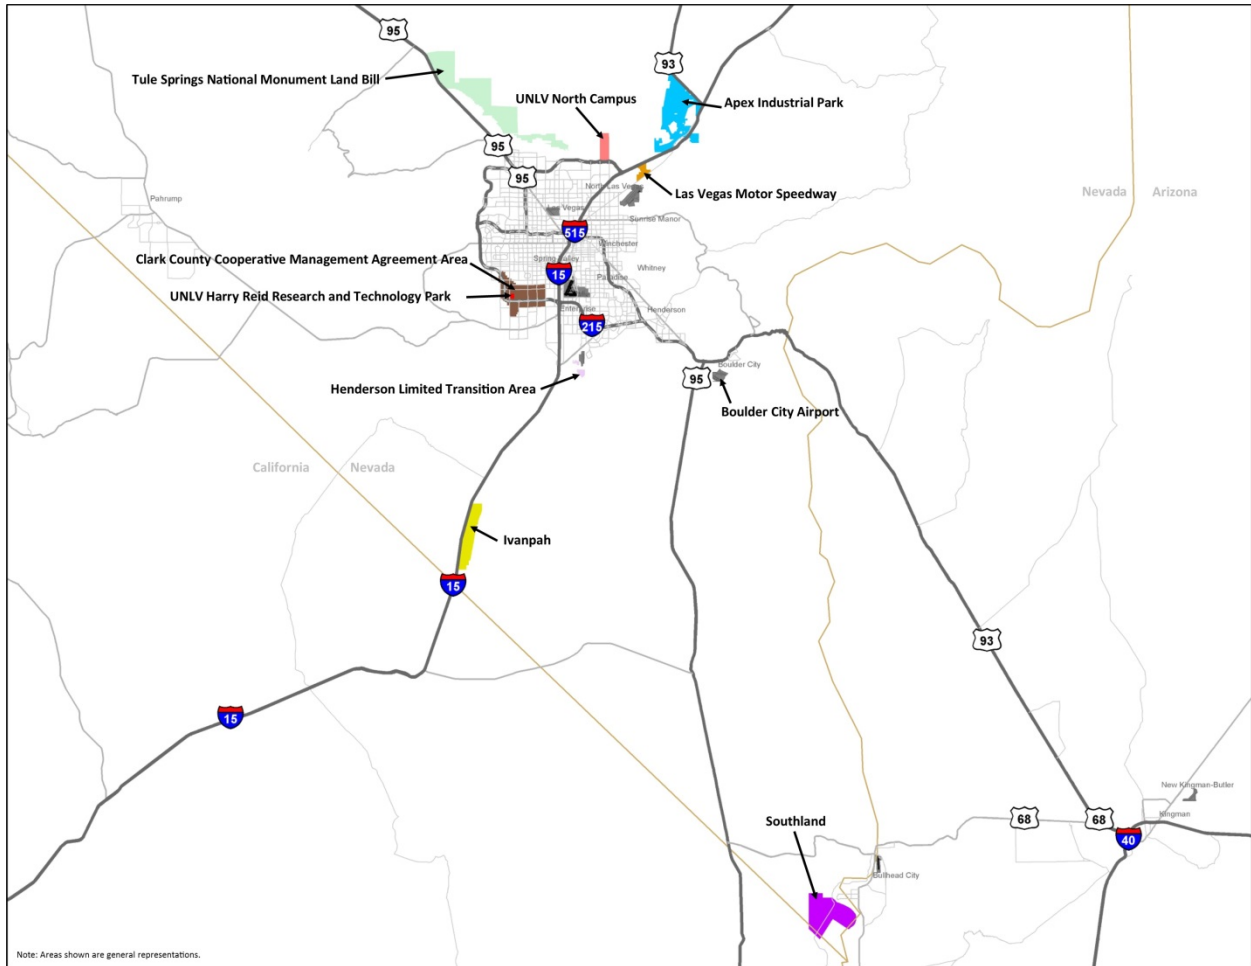 95
93
Tule Springs National Monument Land Bill
UNLV North Campus
Apex Industrial Park
95
95
North Las Vegas
Las Vegas Motor Speedway
Nevada
Arizona
Pahrump
Las Vegas
Sunrise Manor
515
Winchester
Clark County Cooperative Management Agreement Area
Spring Valley
15
Paradise
Whitney
UNLV Harry Reid Research and Technology Park
Enterprise
Henderson
215
Henderson Limited Transition Area
95
Boulder City
Boulder City Airport
California
Nevada
Ivanpah
15
93
15
New Kingman-Butler
Kingman
Southland
68
68
40
Bullhead City
Note: Areas shown are general representations.